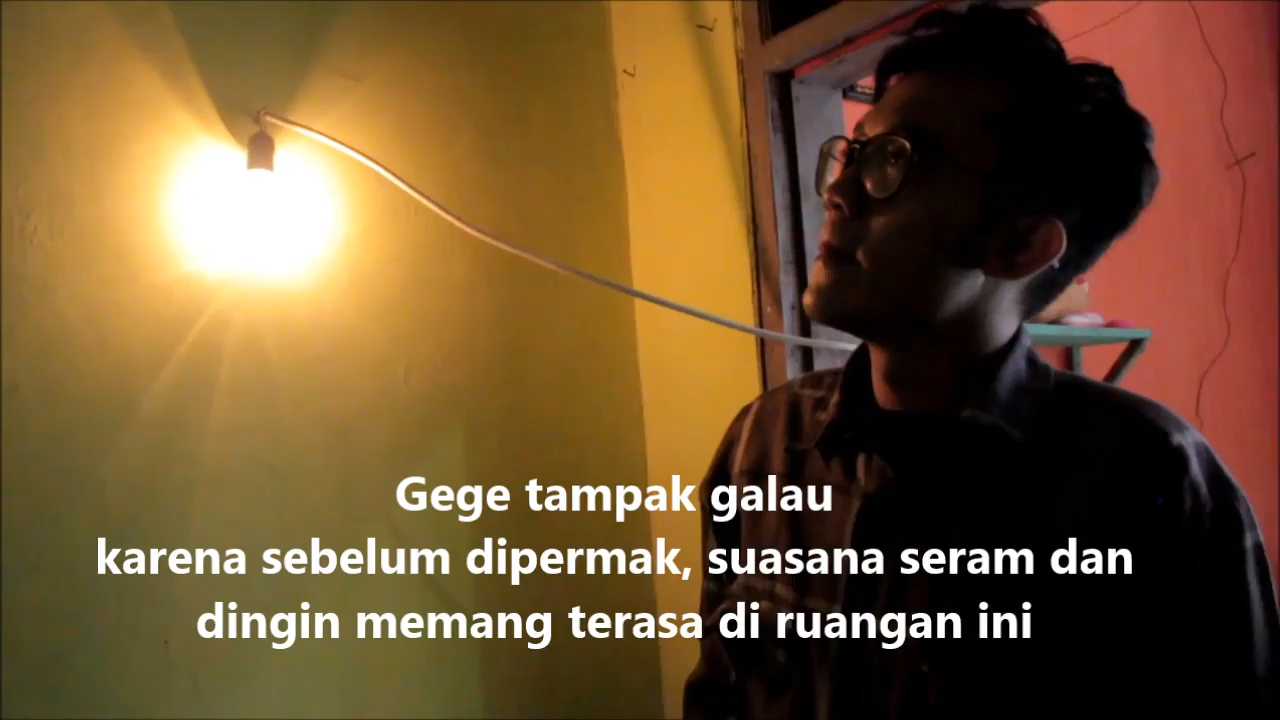 Gege tampak galau
karena sebelum dipermak, suasana seram dan
dingin memang terasa di ruangan ini